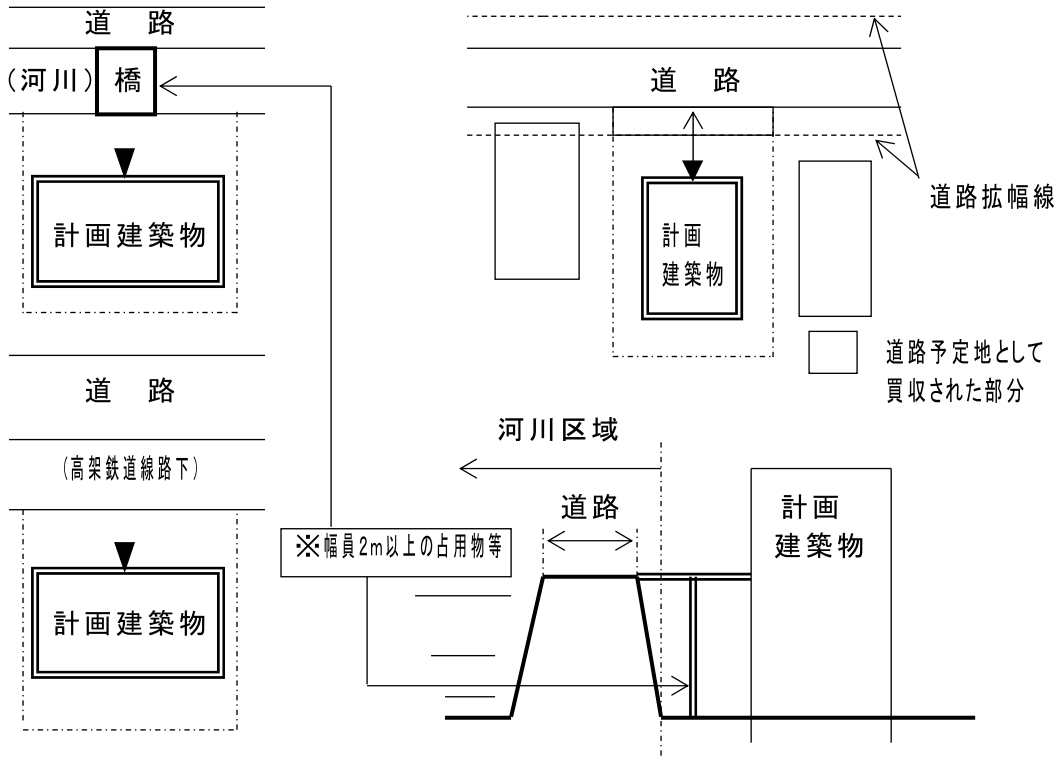 道 路
(河川)
橋
計画建築物
道 路
(高架鉄道線路下)
計画建築物
※幅員2m以上の占用物等
道 路
道路拡幅線
計画
建築物
道路予定地として
買収された部分
河川区域
道路
計画
建築物